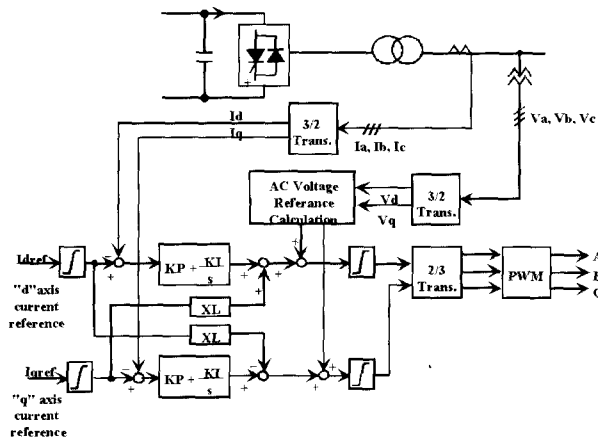 Id
Iq
3/2
Trans.
Ia, Ib, Ic
Va, Vb, Vc
AC Voltage
Referance
Calculation
Vd
Vq
3/2
Trans.
Idref
"d" axis
current
reference
KP + KI
s
XL
XL
2/3
Trans.
PWM
A
Iqref
"q" axis
current
reference
KP + KI
s